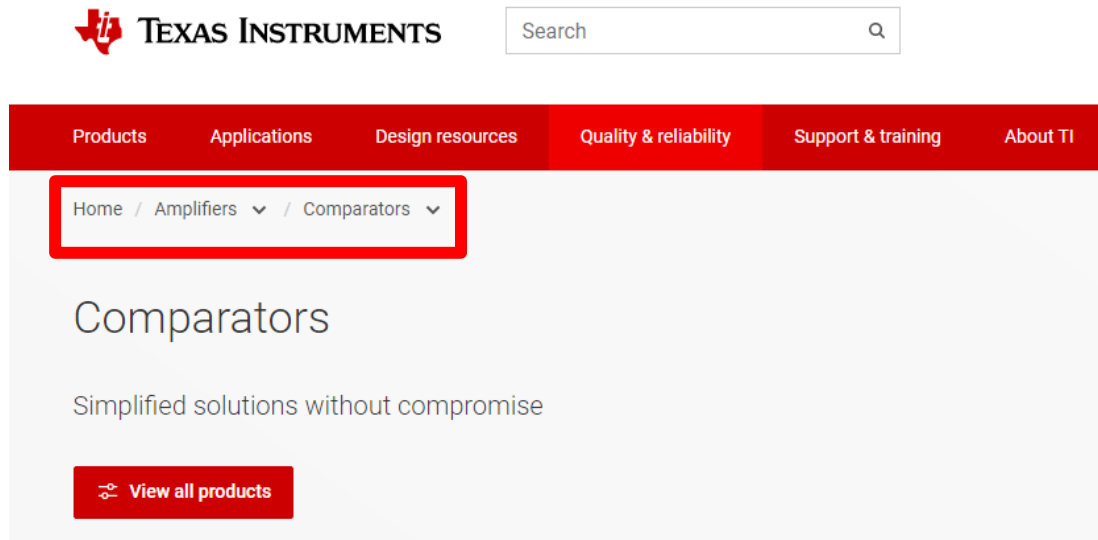 TEXAS INSTRUMENTS
Search
Products Applications Design resources Quality & reliability Support & training About TI
Home / Amplifiers / Comparators
Comparators
Simplified solutions without compromise
View all products